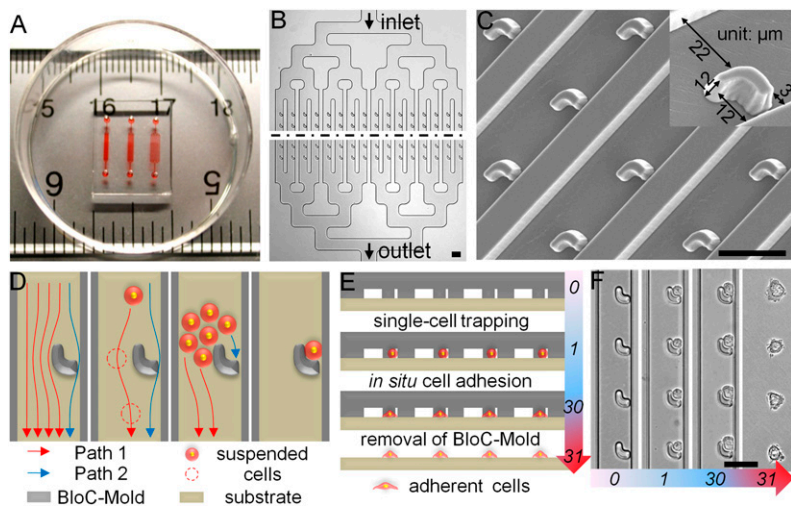 A
5 16 17 18
6 5
B
inlet
outlet
C
unit: µm
22
12
12
3
D
Path 1
Path 2
BloC-Mold
suspended
cells
substrate
E
0
single-cell trapping
1
in situ cell adhesion
30
removal of BloC-Mold
31
adherent cells
F
0 1 30 31